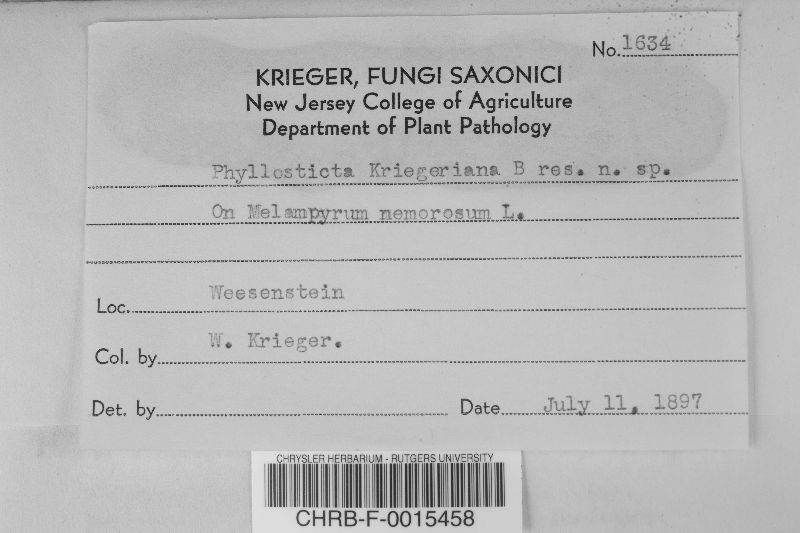 No. 1634
KRIEGER, FUNGI SAXONICI
New Jersey College of Agriculture
Department of Plant Pathology
Phyllosticta Kriegeriana B res. n. sp.
On Melampyrum nemorosum L.
Loc. Weesenstein
Col. by W. Krieger.
Det. by Date July 11, 1897
CHRYSLER HERBARIUM - RUTGERS UNIVERSITY
CHRB-F-0015458